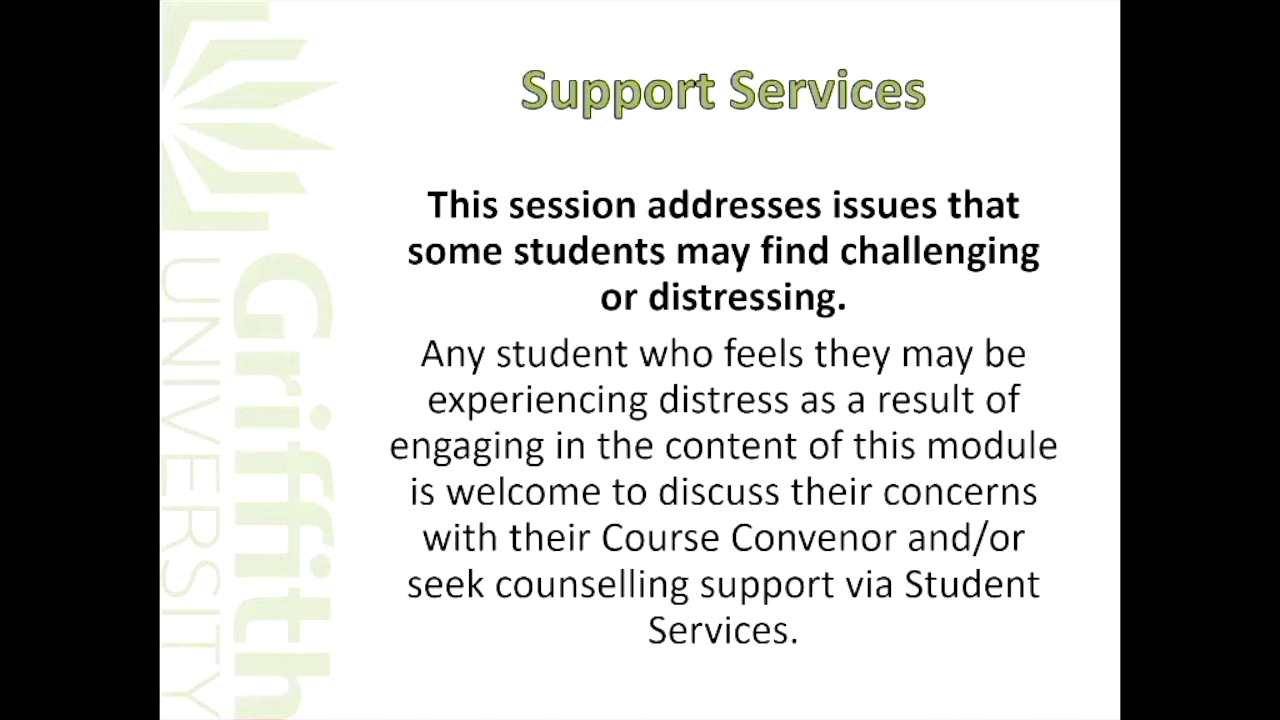 Support Services
This session addresses issues that
some students may find challenging
or distressing.
Any student who feels they may be
experiencing distress as a result of
engaging in the content of this module
is welcome to discuss their concerns
with their Course Convenor and/or
seek counselling support via Student
Services.
Griffith
UNIVERSITY